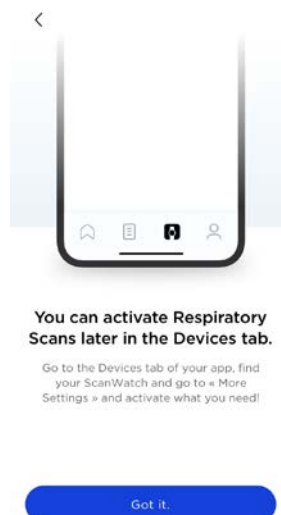 You can activate Respiratory
Scans later in the Devices tab.
Go to the Devices tab of your app, find
your ScanWatch and go to « More
Settings » and activate what you need!
Got it.